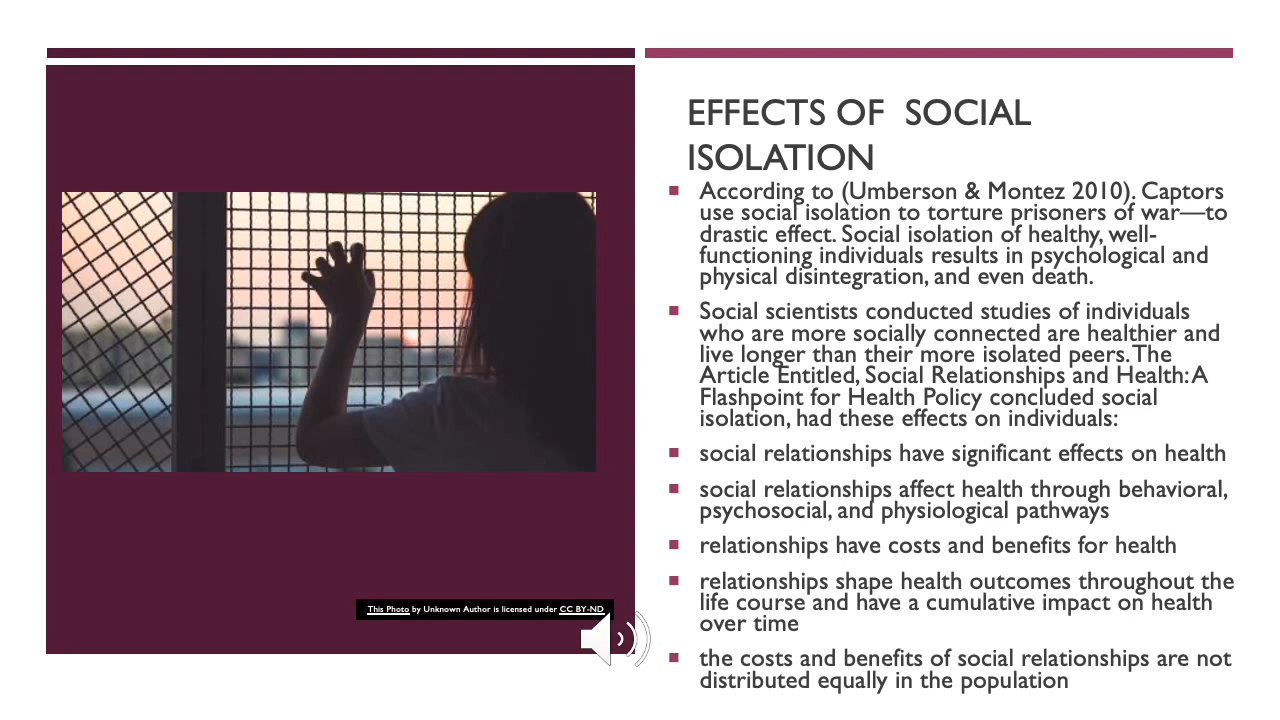 EFFECTS OF  SOCIAL
ISOLATION
According to (Umberson & Montez 2010). Captors
use social isolation to torture prisoners of war—to
drastic effect. Social isolation of healthy, well-
functioning individuals results in psychological and
physical disintegration, and even death.
Social scientists conducted studies of individuals
who are more socially connected are healthier and
live longer than their more isolated peers. The
Article Entitled, Social Relationships and Health: A
Flashpoint for Health Policy concluded social
isolation, had these effects on individuals:
social relationships have significant effects on health
social relationships affect health through behavioral,
psychosocial, and physiological pathways
relationships have costs and benefits for health
relationships shape health outcomes throughout the
life course and have a cumulative impact on health
over time
the costs and benefits of social relationships are not
distributed equally in the population
This Photo by Unknown Author is licensed under CC BY-ND